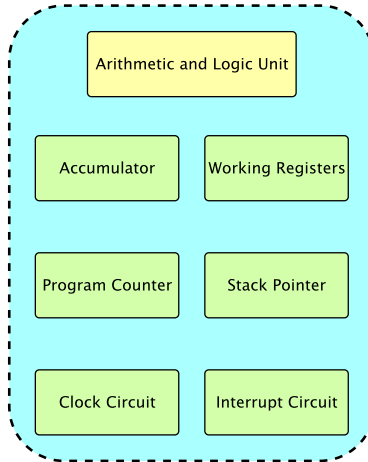 Arithmetic and Logic Unit
Accumulator
Working Registers
Program Counter
Stack Pointer
Clock Circuit
Interrupt Circuit